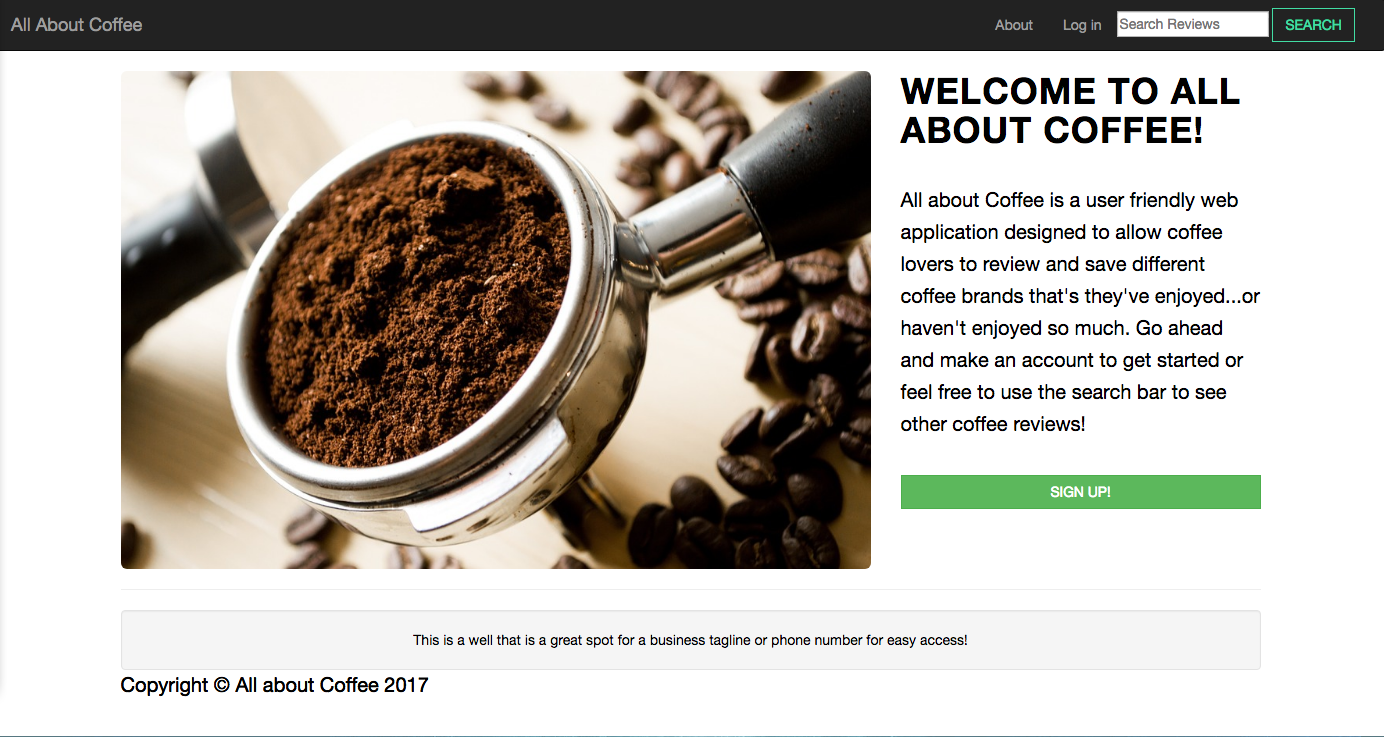 All About Coffee
About
Log in
Search Reviews
SEARCH
WELCOME TO ALL
ABOUT COFFEE!
All about Coffee is a user friendly web
application designed to allow coffee
lovers to review and save different
coffee brands that's they've enjoyed...or
haven't enjoyed so much. Go ahead
and make an account to get started or
feel free to use the search bar to see
other coffee reviews!
SIGN UP!
This is a well that is a great spot for a business tagline or phone number for easy access!
Copyright © All about Coffee 2017